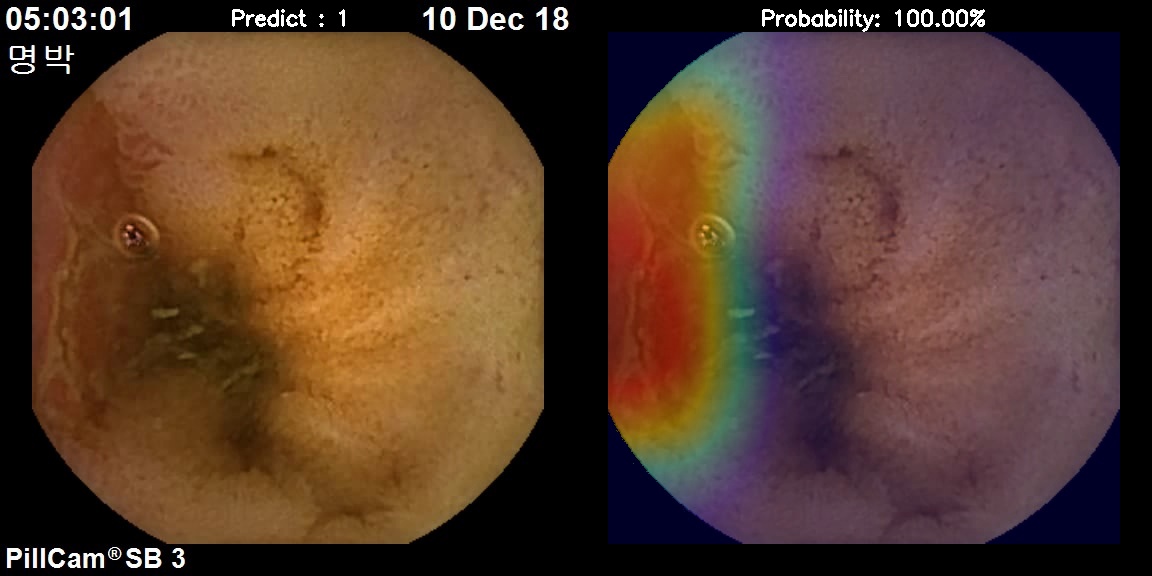 05:03:01 Predict : 1 10 Dec 18 Probability: 100.00%
명박
PillCam® SB 3